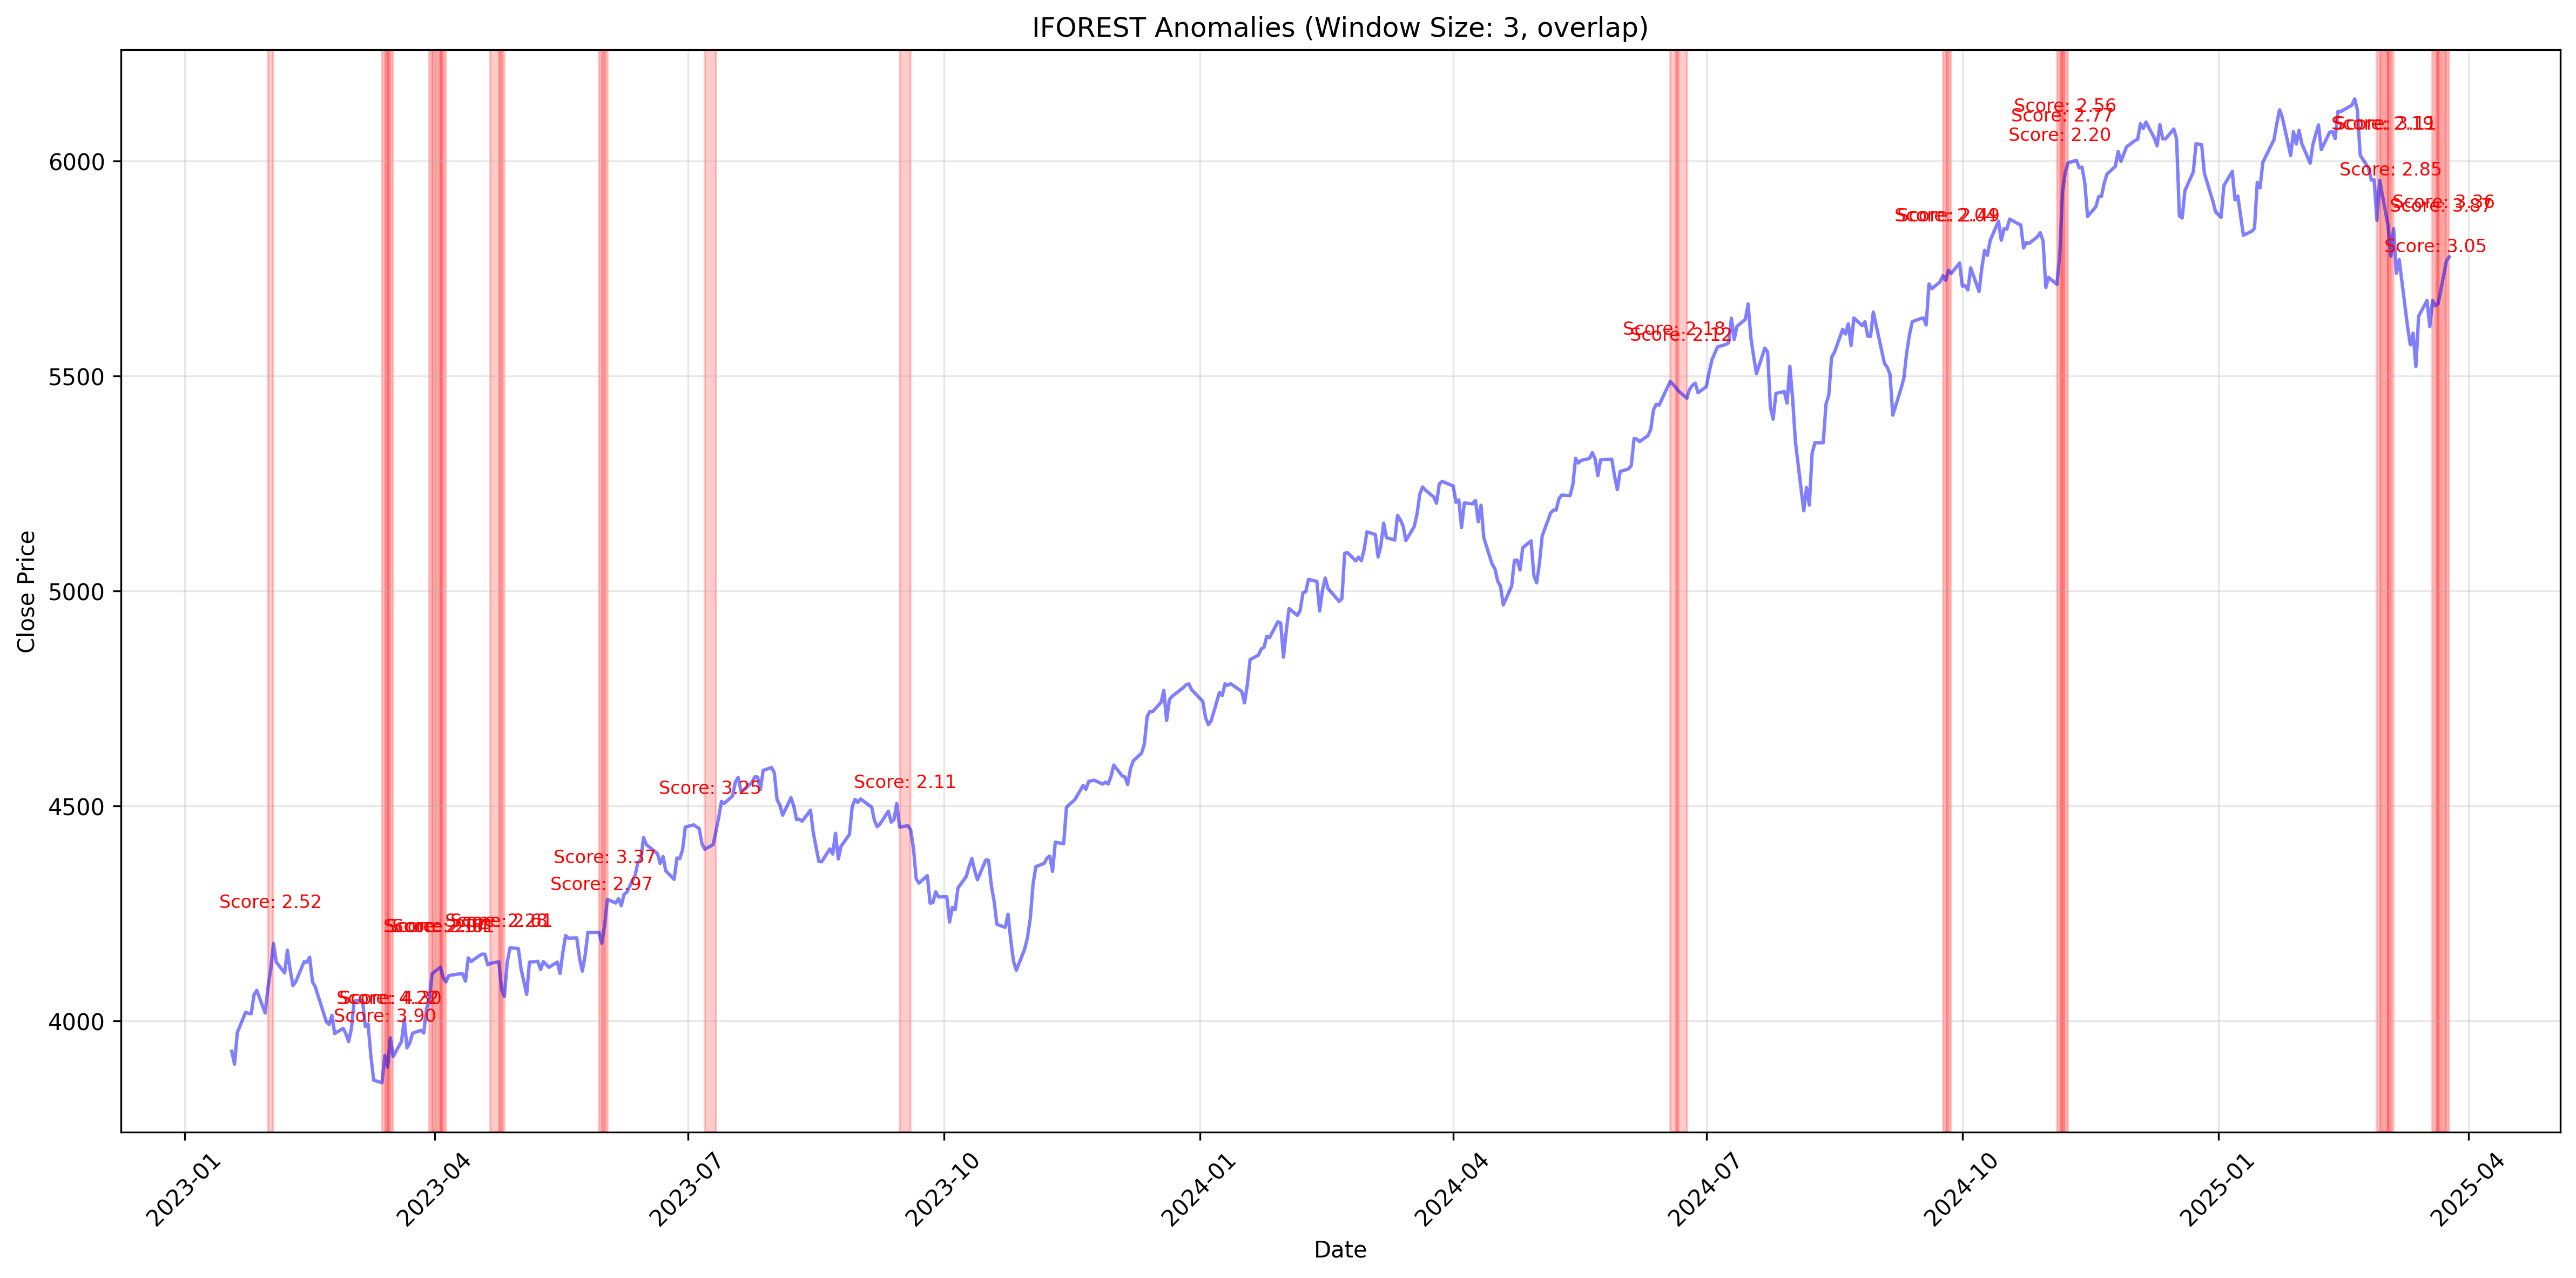 IFOREST Anomalies (Window Size: 3, overlap)
Close Price
6000
5500
5000
4500
4000
Score: 2.52
Score: 3.90
Score: 3.37
Score: 2.97
Score: 3.25
Score: 2.11
Score: 2.18
Score: 2.12
Score: 2.56
Score: 2.77
Score: 2.20
Score: 2.85
Score: 3.05
2023-01
2023-04
2023-07
2023-10
2024-01
2024-04
2024-07
2024-10
2025-01
2025-04
Date